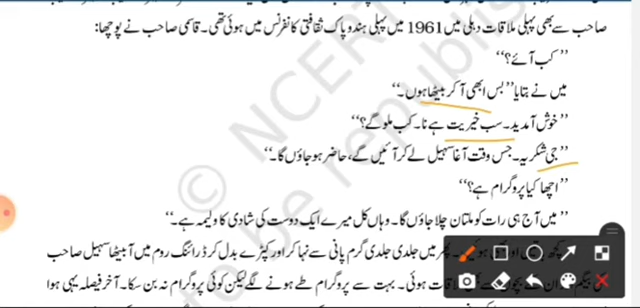 صاحب سے بھی پہلی ملاقات دہلی میں 1961 میں پہلی ہندو پاک ثقافتی کانفرنس میں ہوئی تھی۔ قاسمی صاحب نے پوچھا:
’’کب آئے؟‘‘
میں نے بتایا ’’بس ابھی آکر بیٹھا ہوں۔‘‘
’’خوش آمدید۔ سب خیریت ہے نا۔ کب ملو گے؟‘‘
’’جی شکریہ۔ جس وقت آغا سہیل لے کر آئیں گے، حاضر ہو جاؤں گا۔‘‘
’’اچھا کیا پروگرام ہے؟‘‘
’’میں آج ہی رات کو ملتان چلا جاؤں گا۔ وہاں کل میرے ایک دوست کی شادی کا ولیمہ ہے۔‘‘
میں جلدی جلدی گرم پانی سے نہا کر اور کپڑے بدل کر ڈرائنگ روم میں آ بیٹھا سہیل صاحب
ہوئی۔ بہت سے پروگرام طے ہونے لگے لیکن کوئی پروگرام نہ بن سکا۔ آخر فیصلہ یہی ہوا
© NCERT
be republis